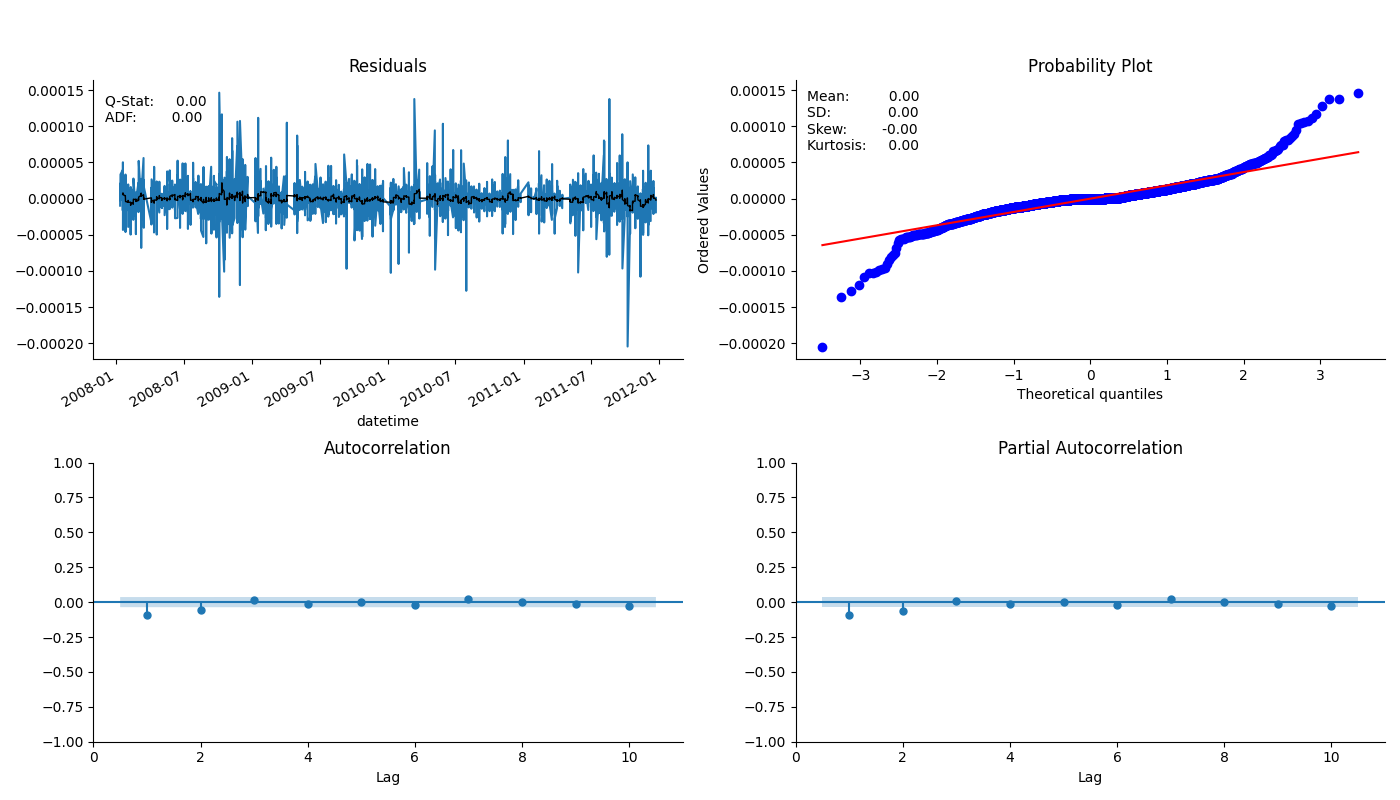 Residuals
Q-Stat: 0.00
ADF: 0.00
0.00015
0.00010
0.00005
0.00000
−0.00005
−0.00010
−0.00015
−0.00020
2008-01
2008-07
2009-01
2009-07
2010-01
2010-07
2011-01
2011-07
2012-01
datetime
Probability Plot
Mean: 0.00
SD: 0.00
Skew: -0.00
Kurtosis: 0.00
Ordered Values
0.00015
0.00010
0.00005
0.00000
−0.00005
−0.00010
−0.00015
−0.00020
−3 −2 −1 0 1 2 3
Theoretical quantiles
Autocorrelation
1.00
0.75
0.50
0.25
0.00
−0.25
−0.50
−0.75
−1.00
0 2 4 6 8 10
Lag
Partial Autocorrelation
1.00
0.75
0.50
0.25
0.00
−0.25
−0.50
−0.75
−1.00
0 2 4 6 8 10
Lag